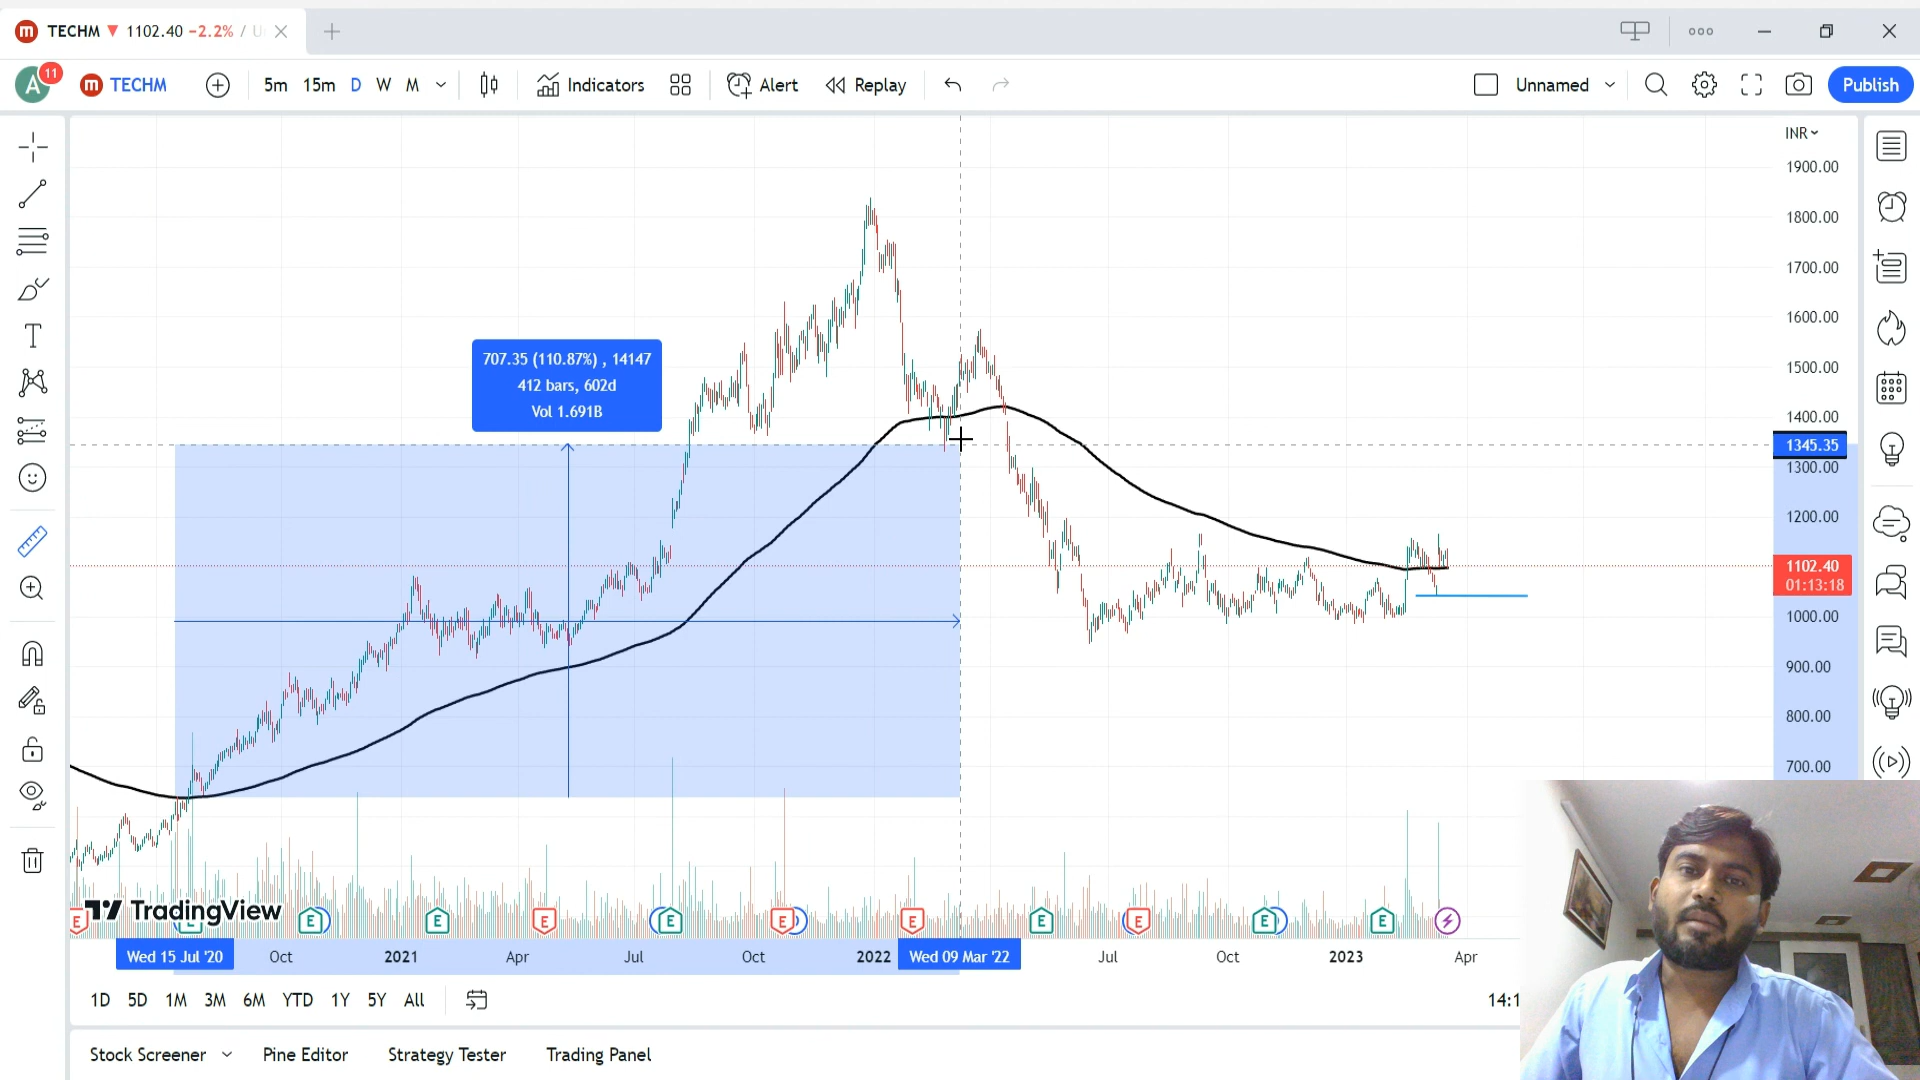 TECHM 1102.40 −2.2% / U
A 11 TECHM 5m 15m D W M Indicators Alert Replay Unnamed Publish
INR
1900.00
1800.00
1700.00
1600.00
1500.00
1400.00
1345.35
1300.00
1200.00
1102.40
01:13:18
1000.00
900.00
800.00
700.00
707.35 (110.87%) , 14147
412 bars, 602d
Vol 1.691B
TradingView
E E E E E E E E E E E E
Wed 15 Jul '20 Oct 2021 Apr Jul Oct 2022 Wed 09 Mar '22 Jul Oct 2023 Apr
1D 5D 1M 3M 6M YTD 1Y 5Y All 14:1
Stock Screener Pine Editor Strategy Tester Trading Panel